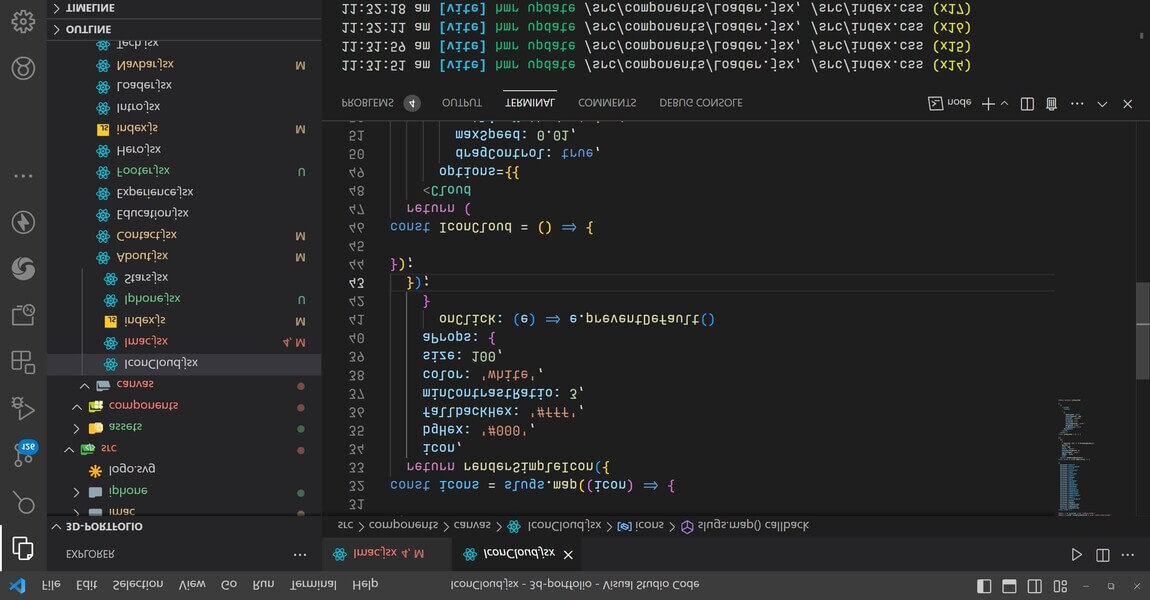 File Edit Selection View Go Run Terminal Help IconCloud.jsx - 3d-portfolio - Visual Studio Code
EXPLORER ...
3D-PORTFOLIO
imac
iphone
logo.svg
src
assets
components
canvas
IconCloud.jsx
Imac.jsx 4, M
index.js M
Iphone.jsx U
Stars.jsx
About.jsx M
Contact.jsx M
Education.jsx
Experience.jsx
Footer.jsx U
Hero.jsx
index.js M
Intro.jsx
Loader.jsx
Navbar.jsx M
Tech.jsx
OUTLINE
TIMELINE
126
Imac.jsx 4, M IconCloud.jsx
src > components > canvas > IconCloud.jsx > icons > slugs.map() callback
31
32 const icons = slugs.map((icon) => {
33 return renderSimpleIcon({
34 icon,
35 bgHex: '#000',
36 fallbackHex: '#fff',
37 minContrastRatio: 3,
38 color: 'white',
39 size: 100,
40 aProps: {
41 onClick: (e) => e.preventDefault()
42 }
43 });
44 });
45
46 const IconCloud = () => {
47 return (
48 <Cloud
49 options={{
50 dragControl: true,
51 maxSpeed: 0.01,
PROBLEMS 4 OUTPUT TERMINAL COMMENTS DEBUG CONSOLE node
11:31:51 am [vite] hmr update /src/components/Loader.jsx, /src/index.css (x14)
11:31:59 am [vite] hmr update /src/components/Loader.jsx, /src/index.css (x15)
11:32:11 am [vite] hmr update /src/components/Loader.jsx, /src/index.css (x16)
11:32:18 am [vite] hmr update /src/components/Loader.jsx, /src/index.css (x17)